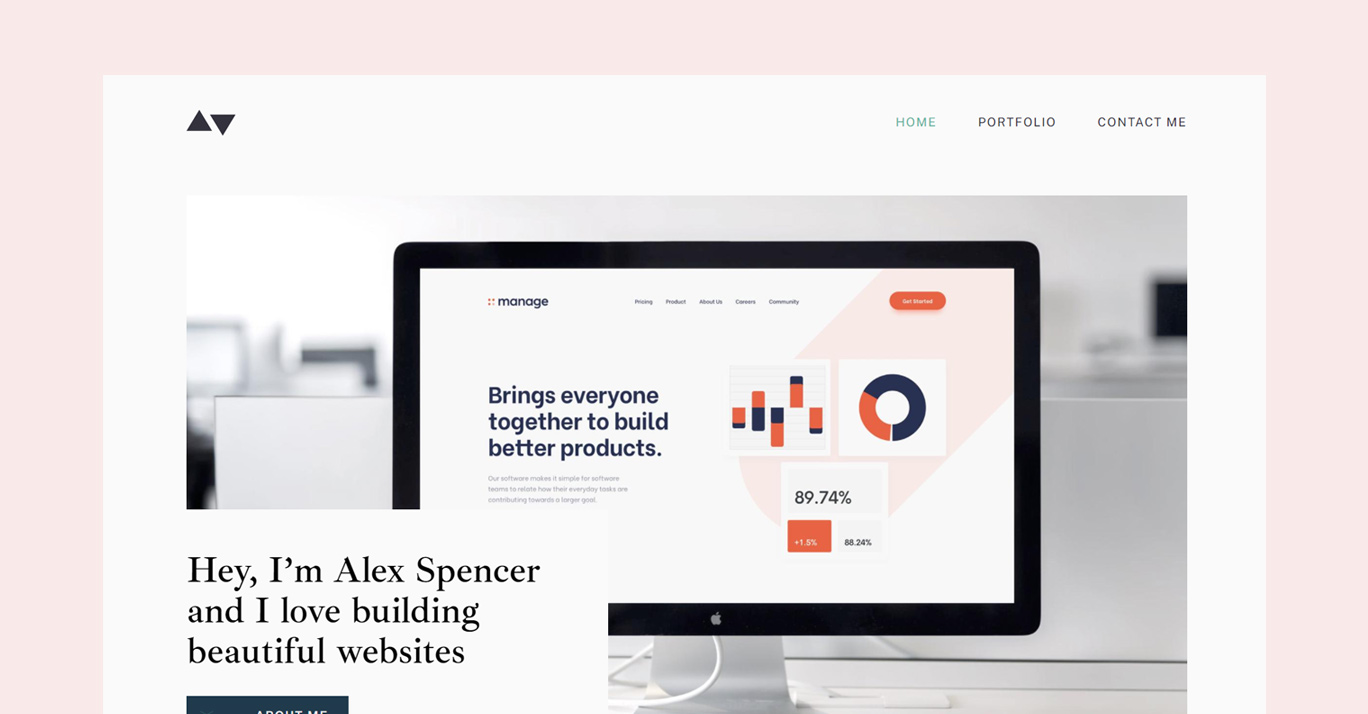 HOME PORTFOLIO CONTACT ME
manage
Pricing Product About Us Careers Community
Get Started
Brings everyone
together to build
better products.
Our software makes it simple for software
teams to relate how their everyday tasks are
contributing towards a larger goal.
89.74%
+1.5% 88.24%
Hey, I’m Alex Spencer
and I love building
beautiful websites
ABOUT ME